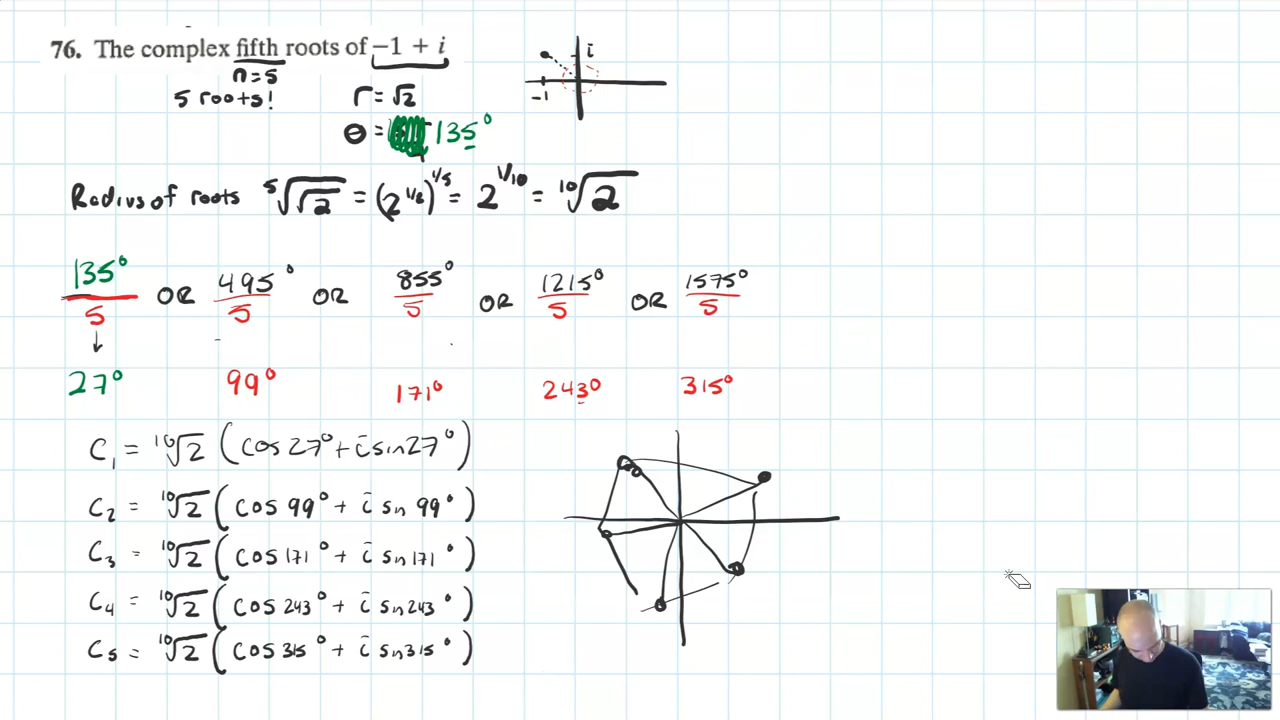 76. The complex fifth roots of −1 + i
n=5
5 roots!
r = √2
θ = 135°
i
-1
Radius of roots ⁵√√2 = (2^1/2)^1/5 = 2^1/10 = ¹⁰√2
135°/5 OR 495°/5 OR 855°/5 OR 1215°/5 OR 1575°/5
↓
27° 99° 171° 243° 315°
C₁ = ¹⁰√2 (cos 27° + i sin 27°)
C₂ = ¹⁰√2 (cos 99° + i sin 99°)
C₃ = ¹⁰√2 (cos 171° + i sin 171°)
C₄ = ¹⁰√2 (cos 243° + i sin 243°)
C₅ = ¹⁰√2 (cos 315° + i sin 315°)